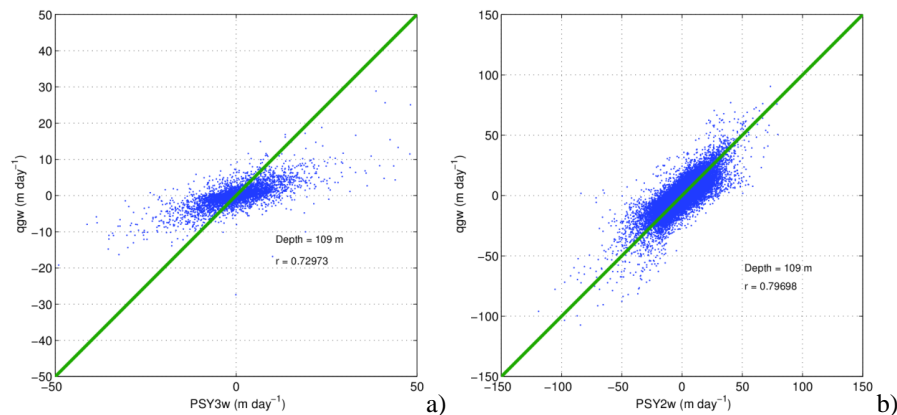 50
40
30
20
10
0
−10
−20
−30
−40
−50
qgw (m day⁻¹)
Depth = 109 m
r = 0.72973
−50
0
50
PSY3w (m day⁻¹)
a)
150
100
50
0
−50
−100
−150
qgw (m day⁻¹)
Depth = 109 m
r = 0.79698
−150
−100
−50
0
50
100
150
PSY2w (m day⁻¹)
b)